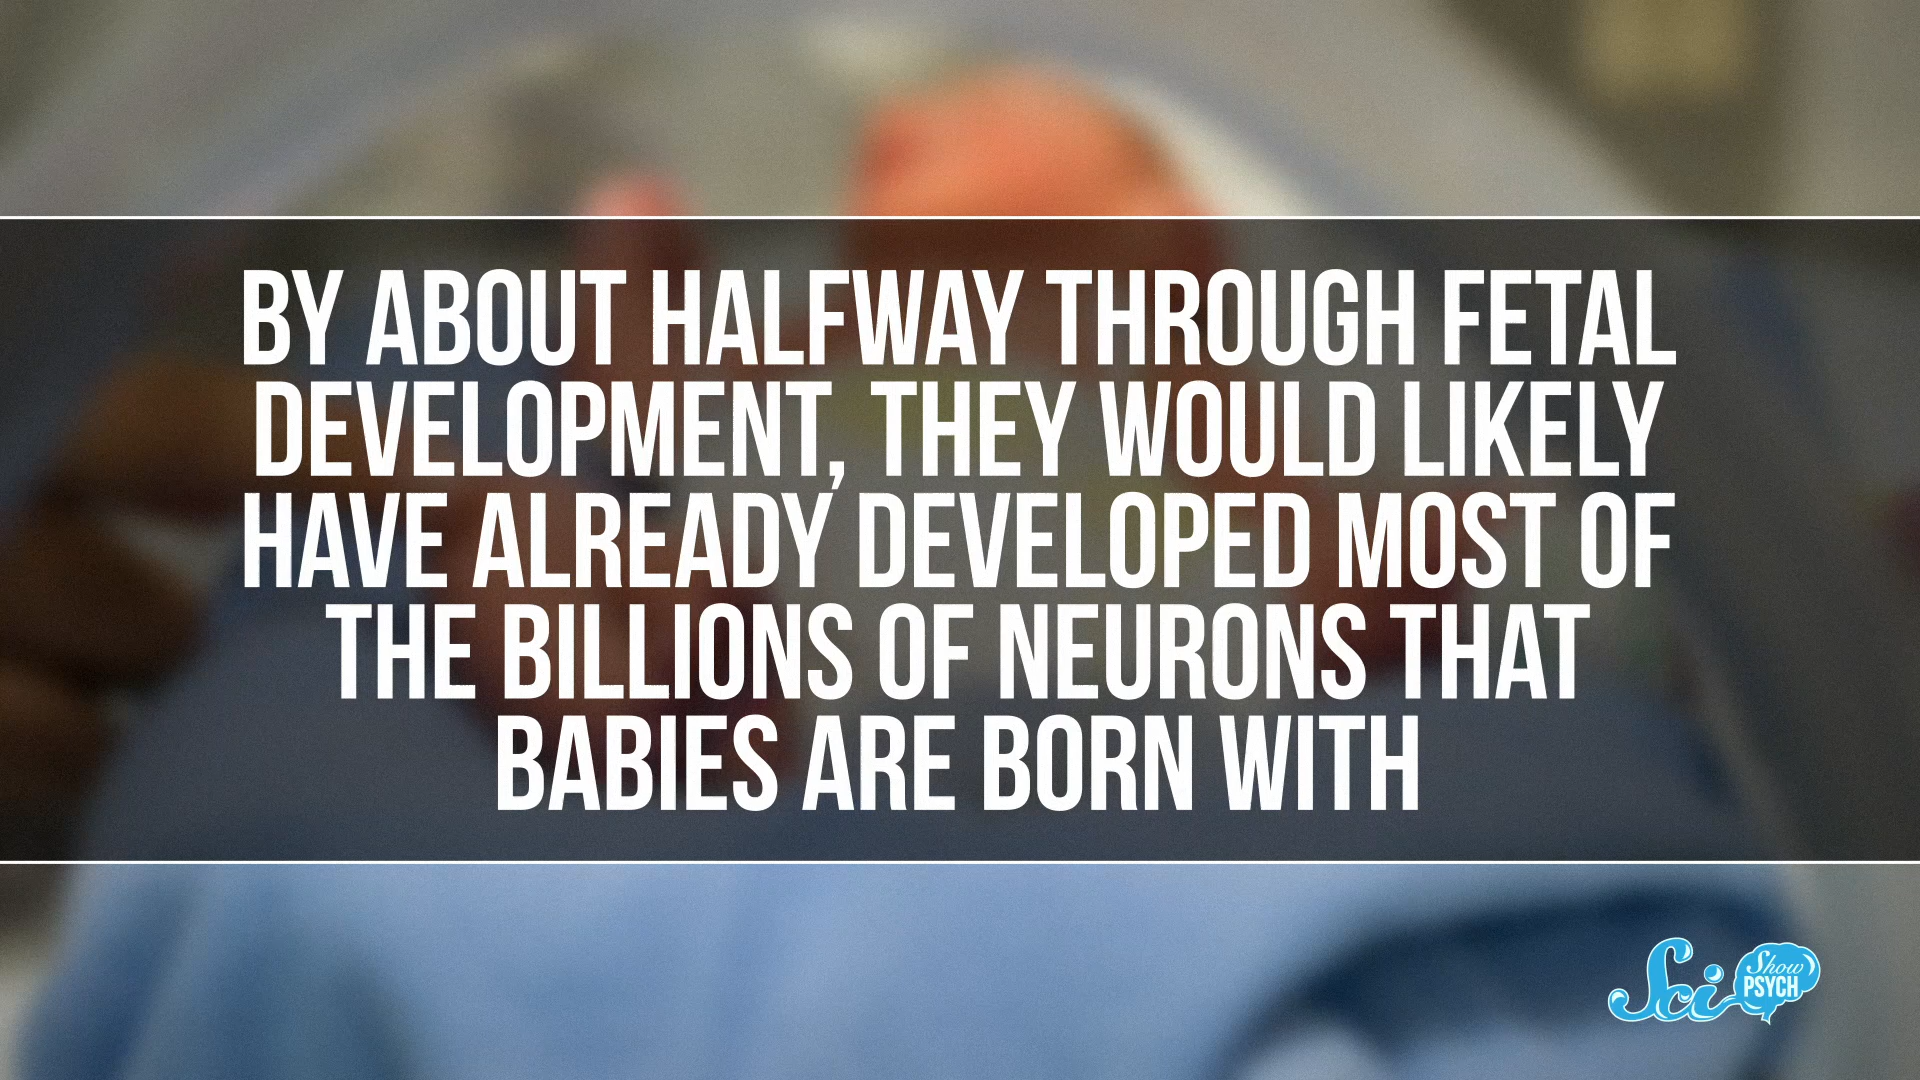 BY ABOUT HALFWAY THROUGH FETAL
DEVELOPMENT, THEY WOULD LIKELY
HAVE ALREADY DEVELOPED MOST OF
THE BILLIONS OF NEURONS THAT
BABIES ARE BORN WITH
Sci Show
PSYCH